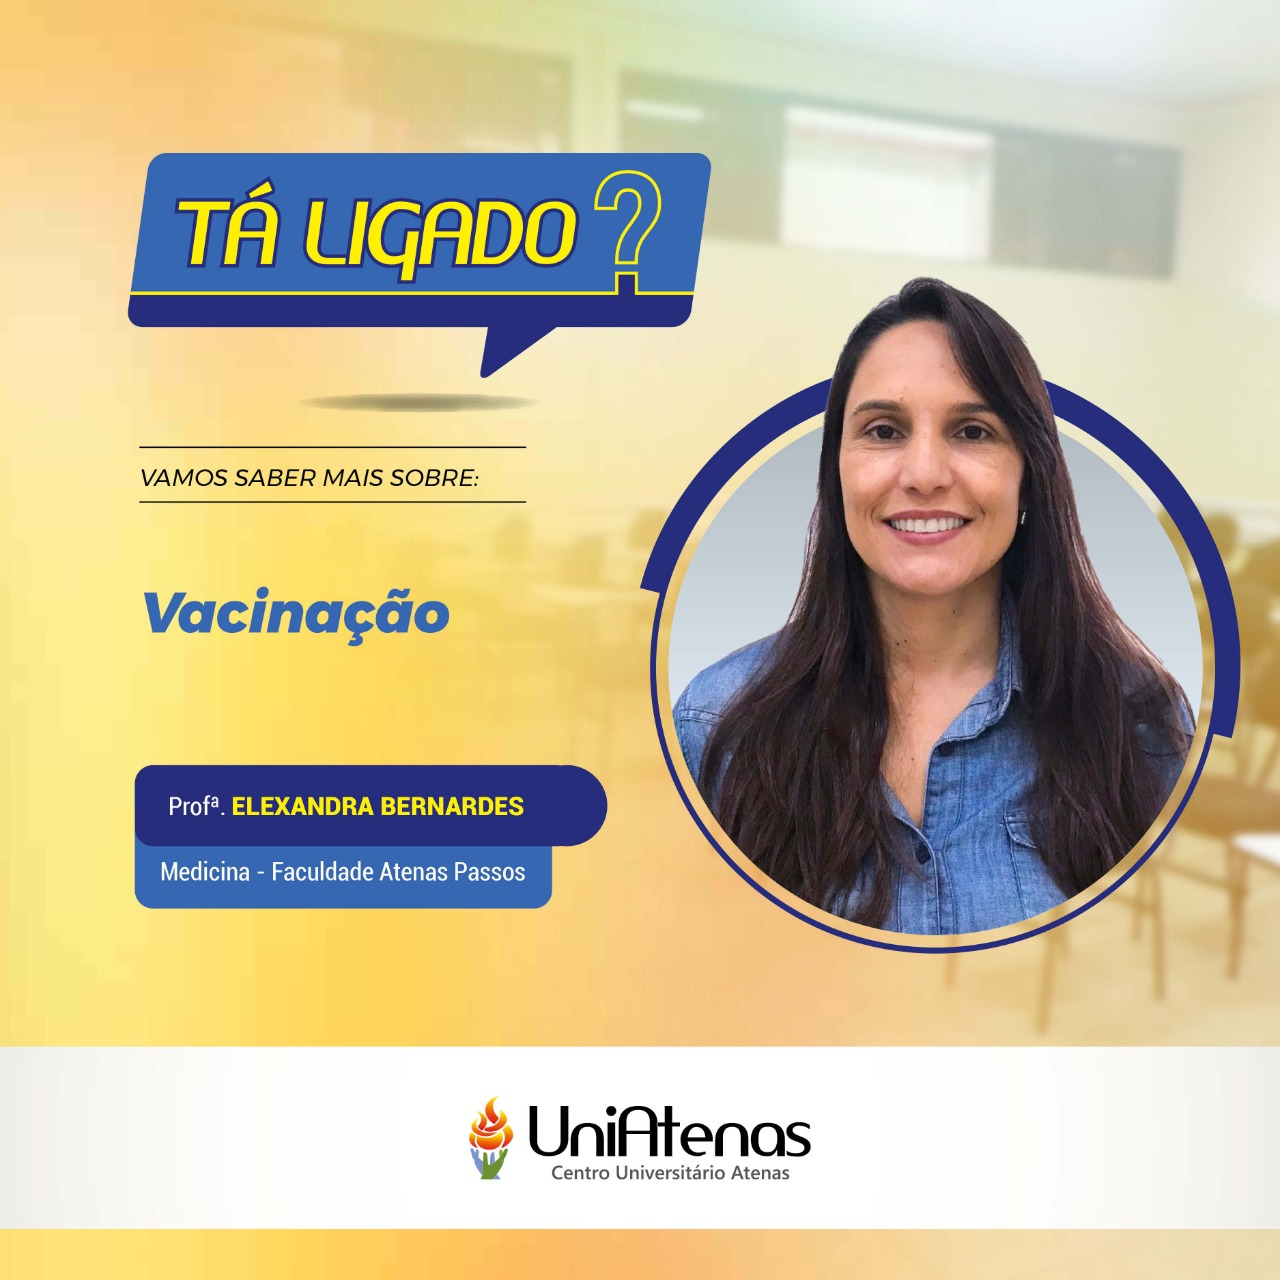 TÁ LIGADO?
VAMOS SABER MAIS SOBRE:
Vacinação
Profª. ELEXANDRA BERNARDES
Medicina - Faculdade Atenas Passos
UniAtenas
Centro Universitário Atenas